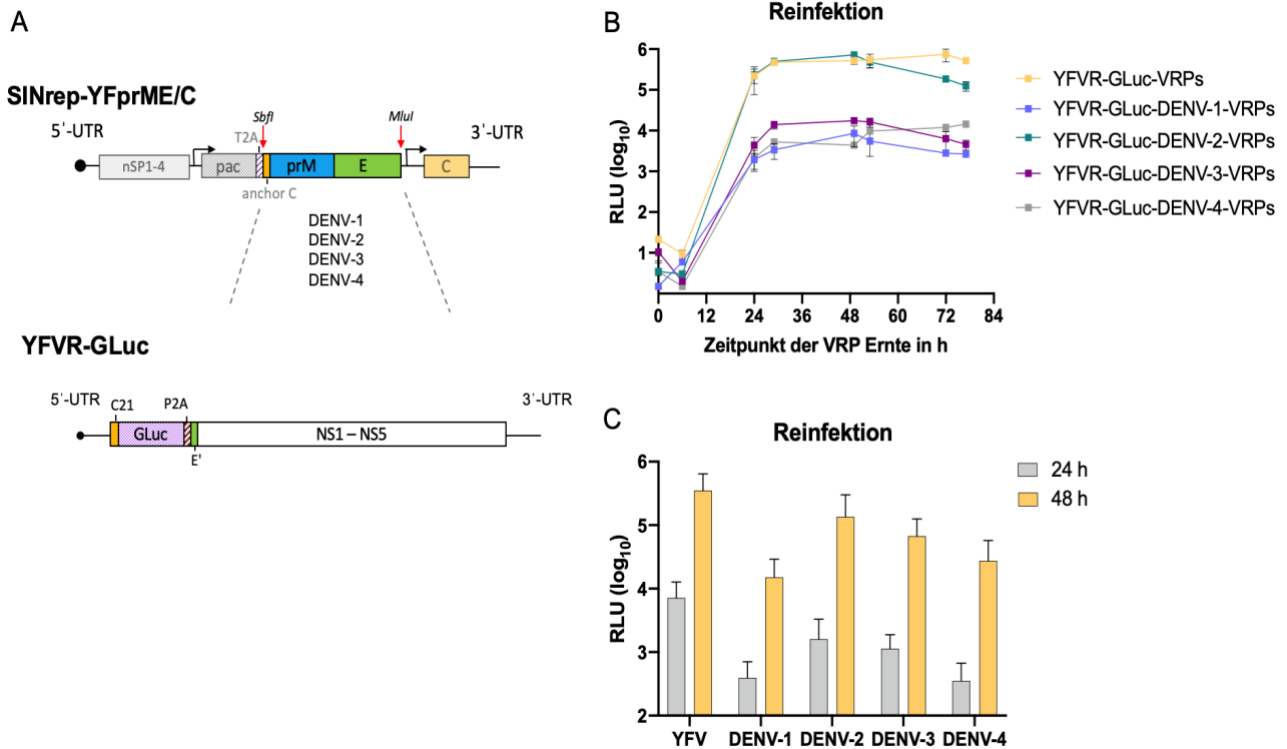 A
SINrep-YFprME/C
5'-UTR
T2A
SbfI
MluI
3'-UTR
nSP1-4
pac
prM
E
C
anchor C
DENV-1
DENV-2
DENV-3
DENV-4
YFVR-GLuc
5'-UTR
C21
P2A
3'-UTR
GLuc
NS1 – NS5
E'
B
Reinfektion
RLU (log10)
6
5
4
3
2
1
0 12 24 36 48 60 72 84
Zeitpunkt der VRP Ernte in h
YFVR-GLuc-VRPs
YFVR-GLuc-DENV-1-VRPs
YFVR-GLuc-DENV-2-VRPs
YFVR-GLuc-DENV-3-VRPs
YFVR-GLuc-DENV-4-VRPs
C
Reinfektion
RLU (log10)
6
5
4
3
2
YFV DENV-1 DENV-2 DENV-3 DENV-4
24 h
48 h